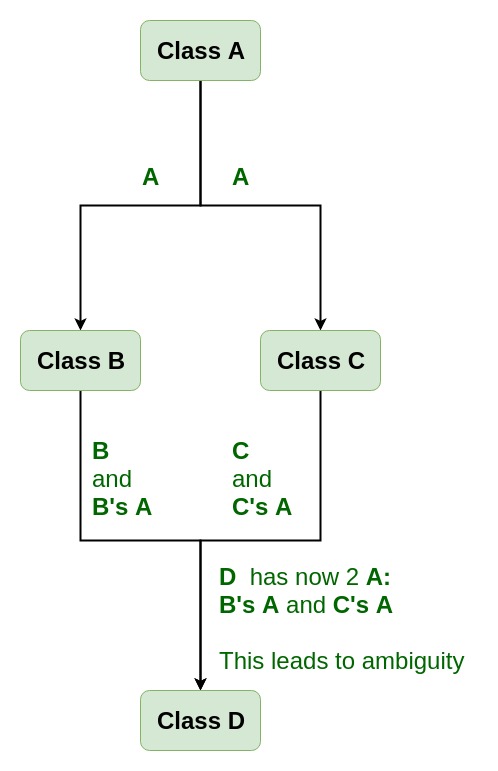 Class A
A
A
Class B
Class C
B
and
B's A
C
and
C's A
D has now 2 A:
B's A and C's A
This leads to ambiguity
Class D